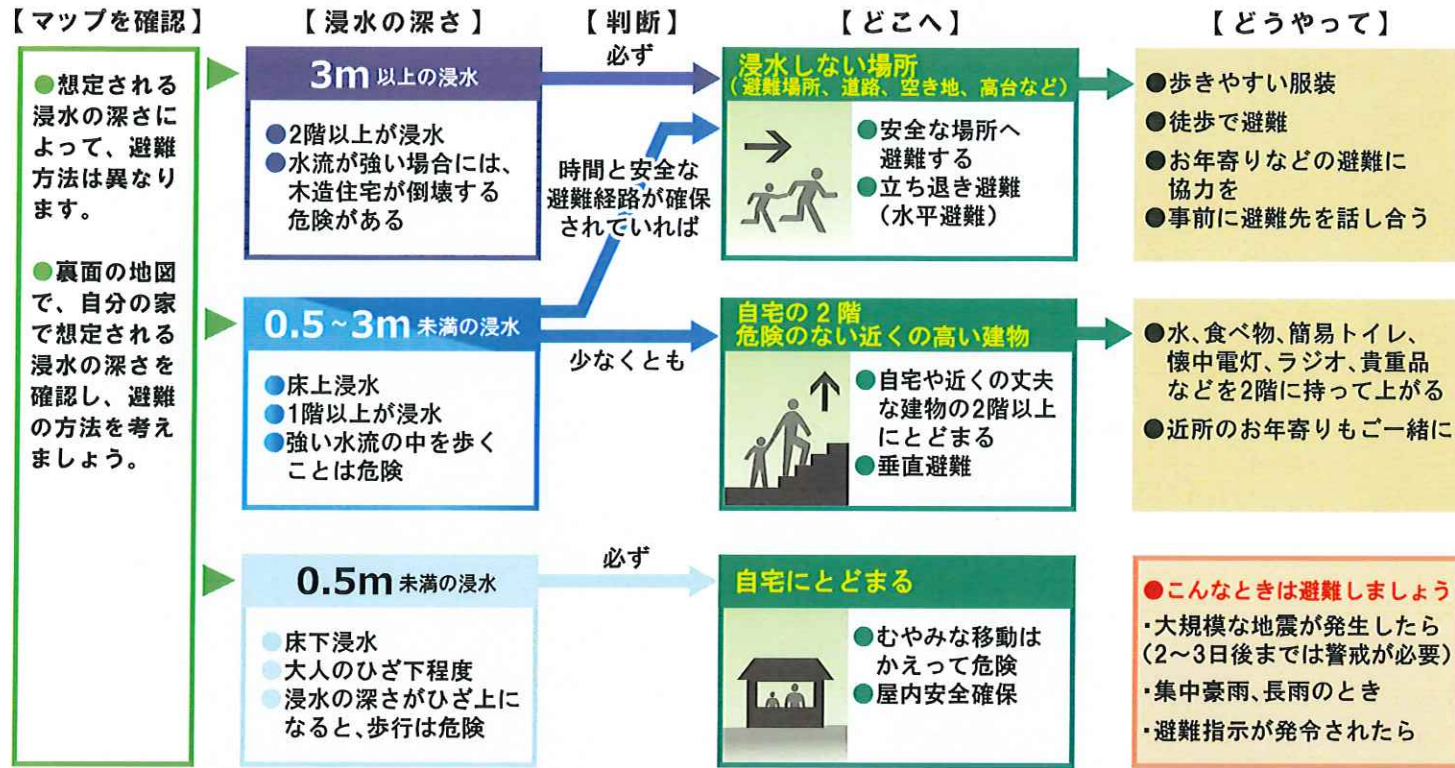 【マップを確認】
●想定される
浸水の深さに
よって、避難
方法は異なり
ます。
●裏面の地図
で、自分の家
で想定される
浸水の深さを
確認し、避難
の方法を考え
ましょう。
【浸水の深さ】
3m 以上の浸水
●2階以上が浸水
●水流が強い場合には、
木造住宅が倒壊する
危険がある
0.5~3m 未満の浸水
●床上浸水
●1階以上が浸水
●強い水流の中を歩く
ことは危険
0.5m 未満の浸水
●床下浸水
●大人のひざ下程度
●浸水の深さがひざ上に
なると、歩行は危険
【判断】
必ず
時間と安全な
避難経路が確保
されていれば
少なくとも
必ず
【どこへ】
浸水しない場所
(避難場所、道路、空き地、高台など)
●安全な場所へ
避難する
●立ち退き避難
(水平避難)
自宅の2階
危険のない近くの高い建物
●自宅や近くの丈夫
な建物の2階以上
にとどまる
●垂直避難
自宅にとどまる
●むやみな移動は
かえって危険
●屋内安全確保
【どうやって】
●歩きやすい服装
●徒歩で避難
●お年寄りなどの避難に
協力を
●事前に避難先を話し合う
●水、食べ物、簡易トイレ、
懐中電灯、ラジオ、貴重品
などを2階に持って上がる
●近所のお年寄りもご一緒に
●こんなときは避難しましょう
・大規模な地震が発生したら
(2～3日後までは警戒が必要)
・集中豪雨、長雨のとき
・避難指示が発令されたら